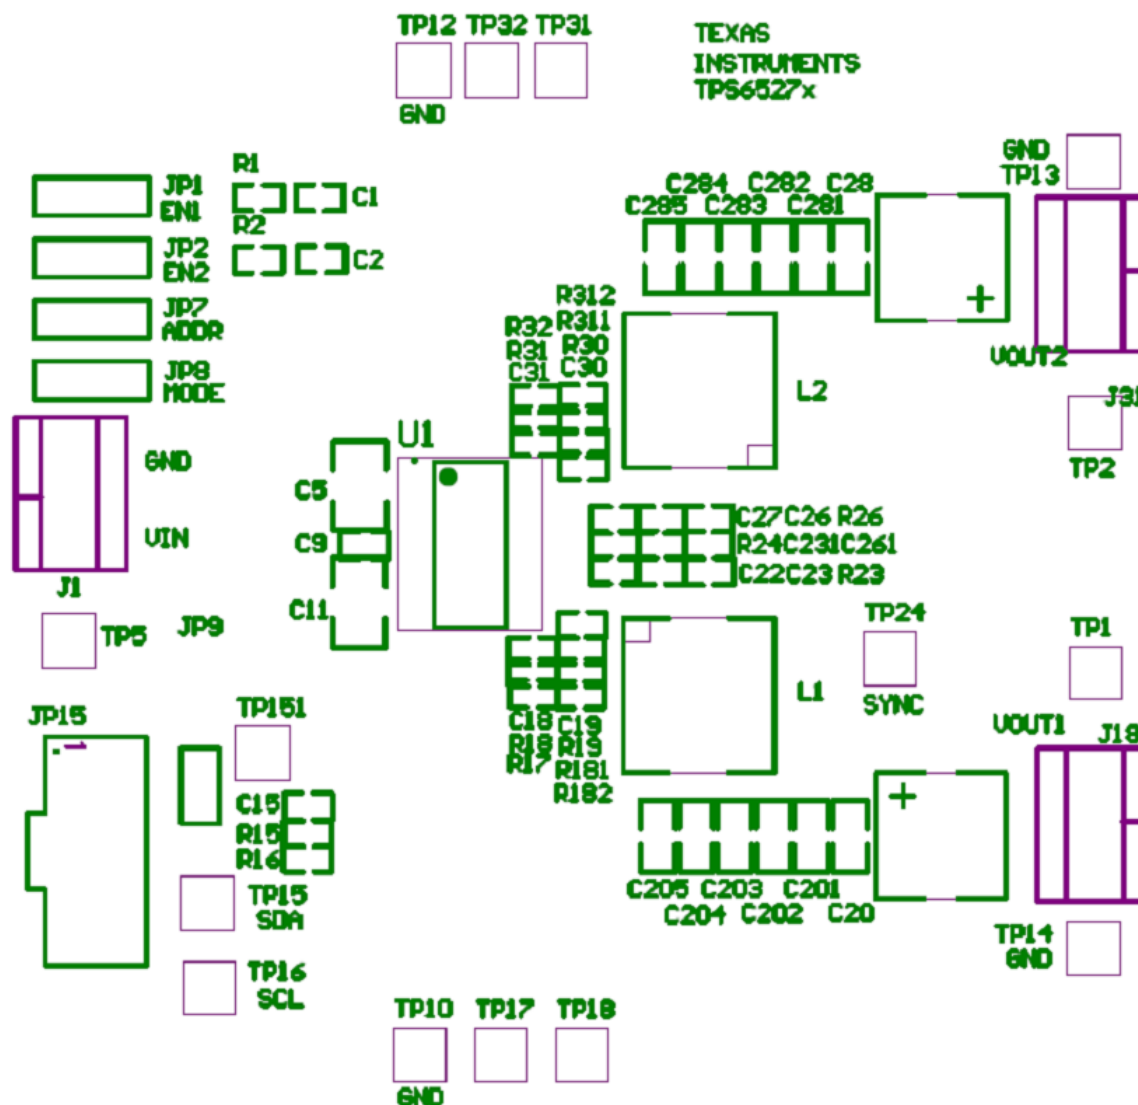 TP12 TP32 TP31
GND
TEXAS
INSTRUMENTS
TPS6527x
GND
TP13
JP1
EN1
R1
C1
JP2
EN2
R2
C2
JP7
ADDR
JP8
MODE
C284 C282 C28
C285 C283 C281
+
R312
R32 R311
R31 R30
C31 C30
L2
VOUT2
TP2
GND
VIN
J1
TP5
JP9
U1
C5
C9
C11
C27 C26 R26
R24 C231 C261
C22 C23 R23
TP24
SYNC
TP1
L1
VOUT1
J18
C18 C19
R18 R19
R17 R181
R182
JP15
1
TP151
C15
R15
R16
TP15
SDA
TP16
SCL
+
C205 C203 C201
C204 C202 C20
TP14
GND
TP10 TP17 TP18
GND